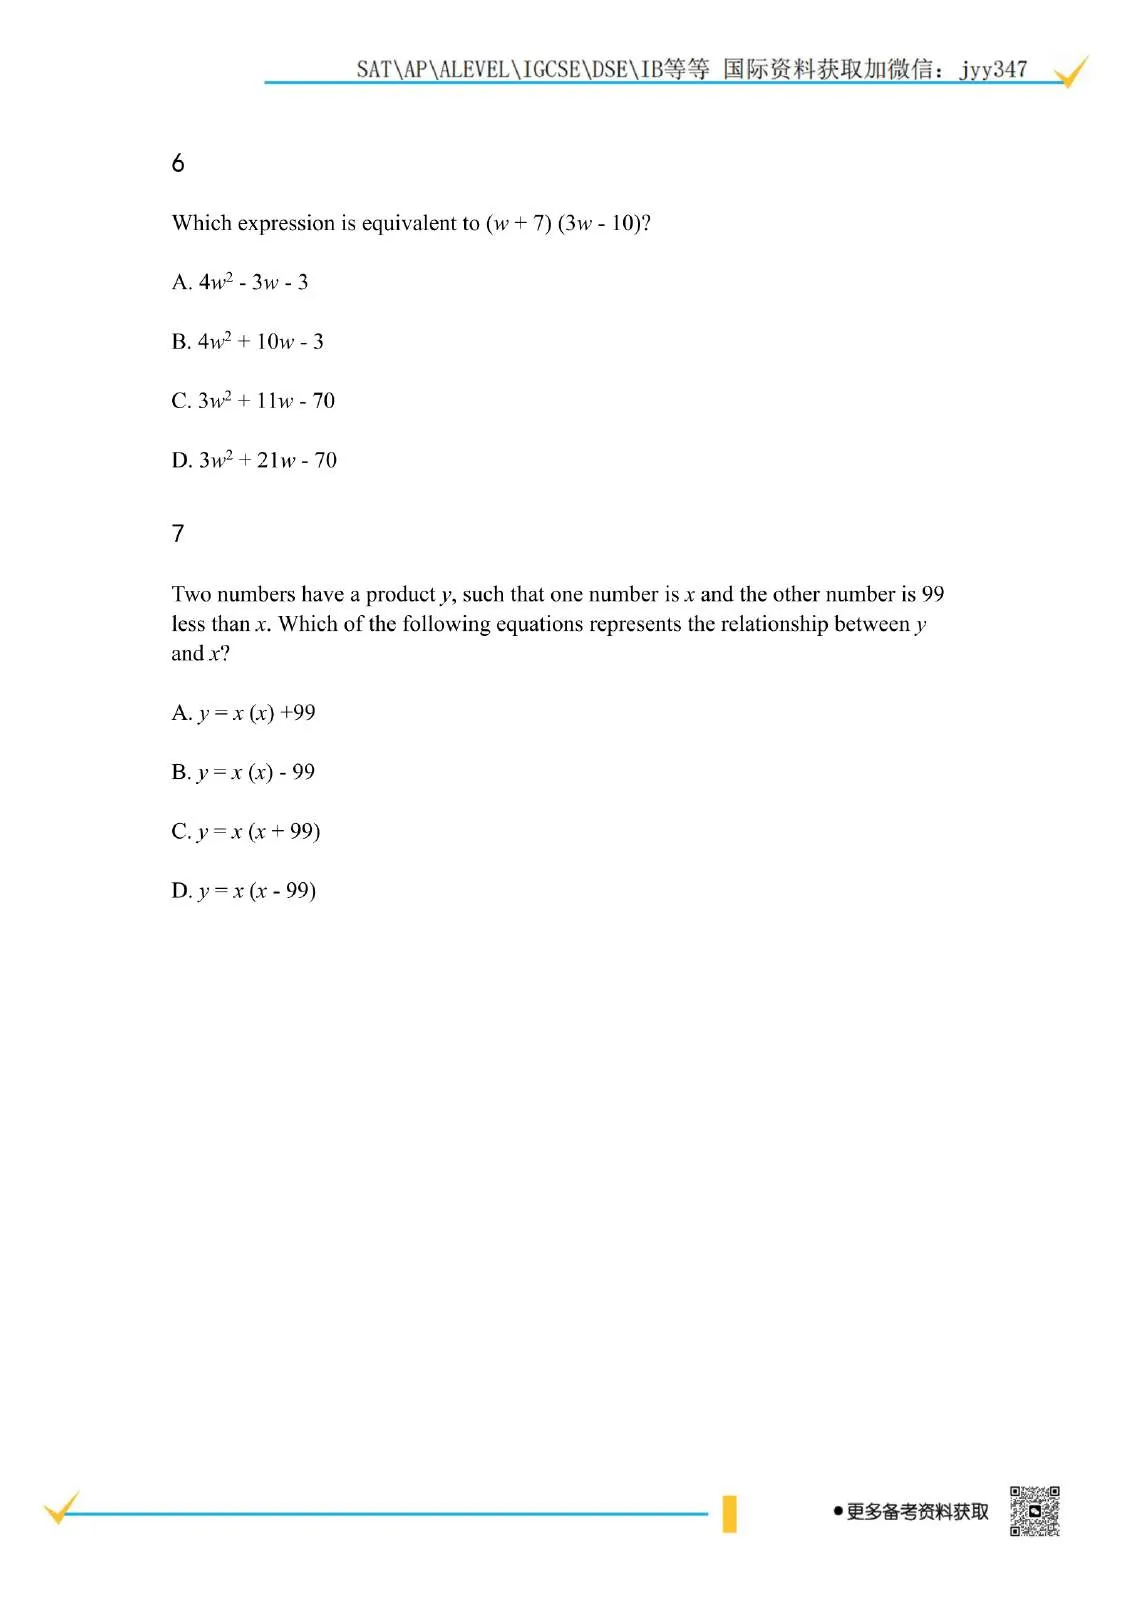 SAT\AP\ALEVEL\IGCSE\DSE\IB等等 国际资料获取加微信：jyy347
6
Which expression is equivalent to (w + 7) (3w - 10)?
A. 4w² - 3w - 3
B. 4w² + 10w - 3
C. 3w² + 11w - 70
D. 3w² + 21w - 70
7
Two numbers have a product y, such that one number is x and the other number is 99
less than x. Which of the following equations represents the relationship between y
and x?
A. y = x (x) +99
B. y = x (x) - 99
C. y = x (x + 99)
D. y = x (x - 99)
●更多备考资料获取